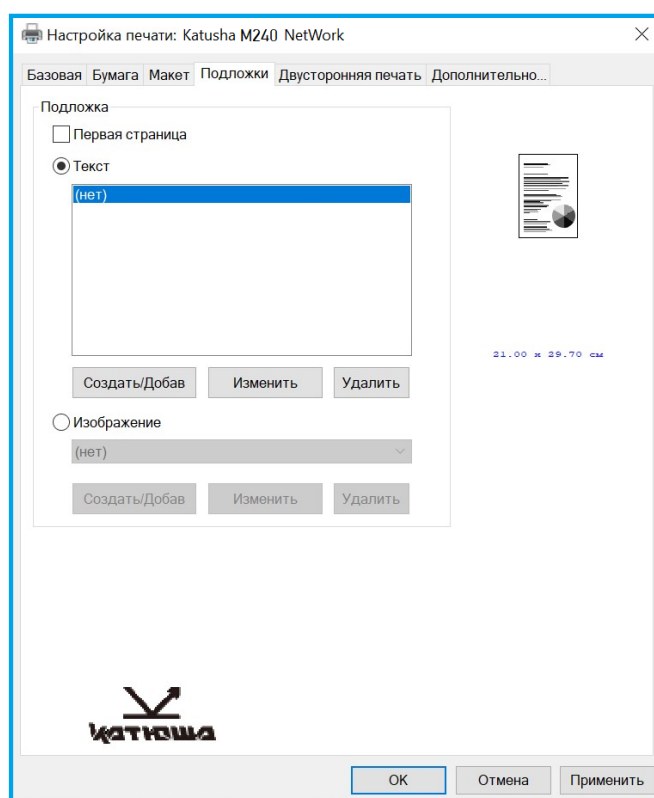 Настройка печати: Katusha M240 NetWork
Базовая Бумага Макет Подложки Двусторонняя печать Дополнительно...
Подложка
Первая страница
Текст
(нет)
21.00 x 29.70 см
Создать/Добав Изменить Удалить
Изображение
(нет)
Создать/Добав Изменить Удалить
катюша
OK Отмена Применить